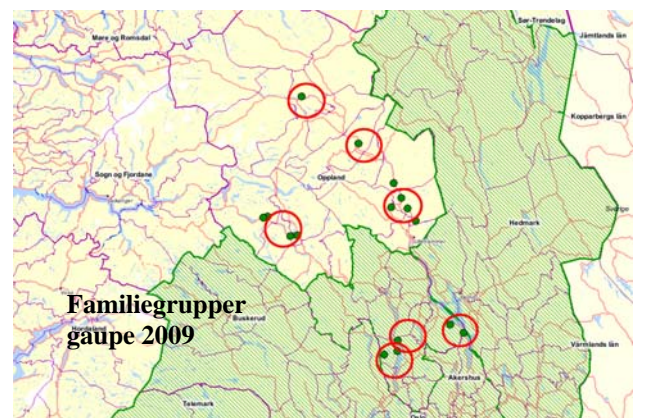 Sør-Trøndelag
Møre og Romsdal
Jämtlands län
Kopparbergs län
Oppland
Sogn og Fjordane
Sverige
Hedmark
Familiegrupper
Buskerud
Hordaland
gaupe 2009
Värmlands län
Akershus
Telemark